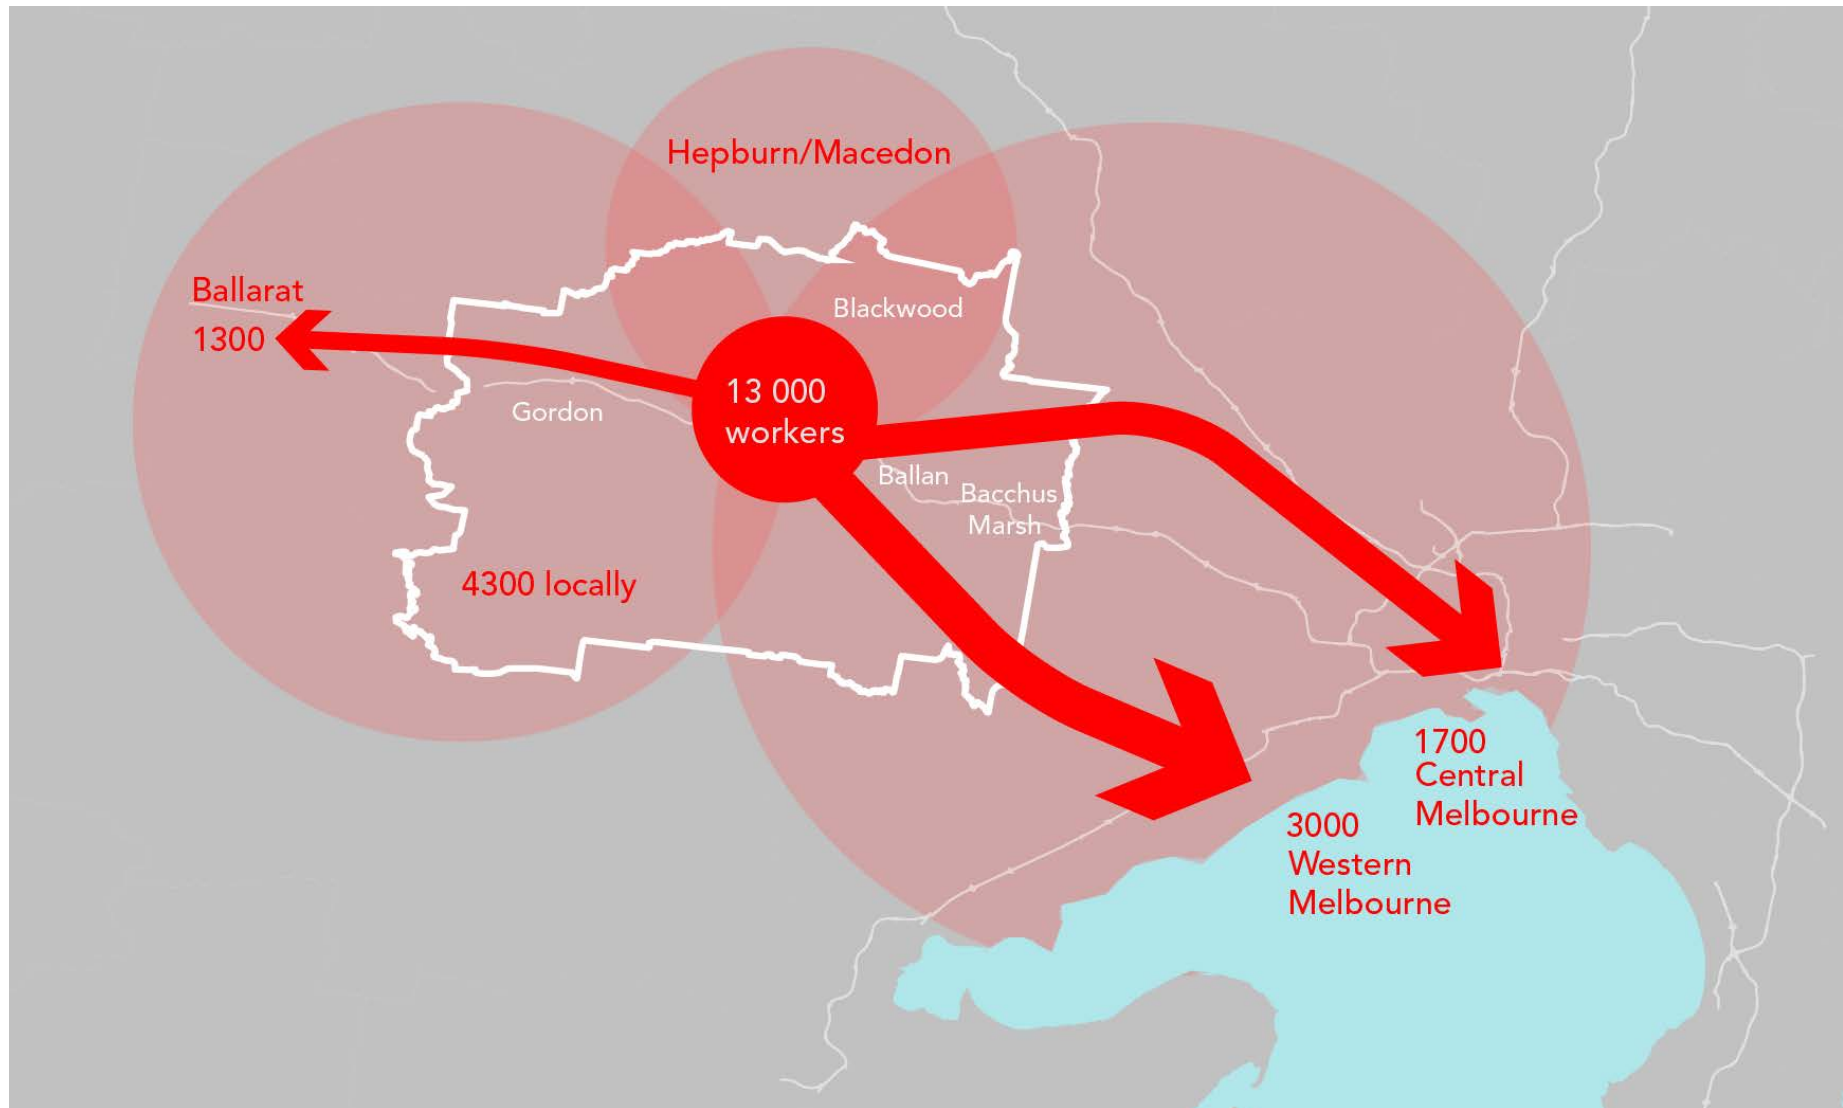 Hepburn/Macedon
Ballarat
1300
Blackwood
13 000
workers
Gordon
Ballan
Bacchus
Marsh
4300 locally
1700
Central
Melbourne
3000
Western
Melbourne